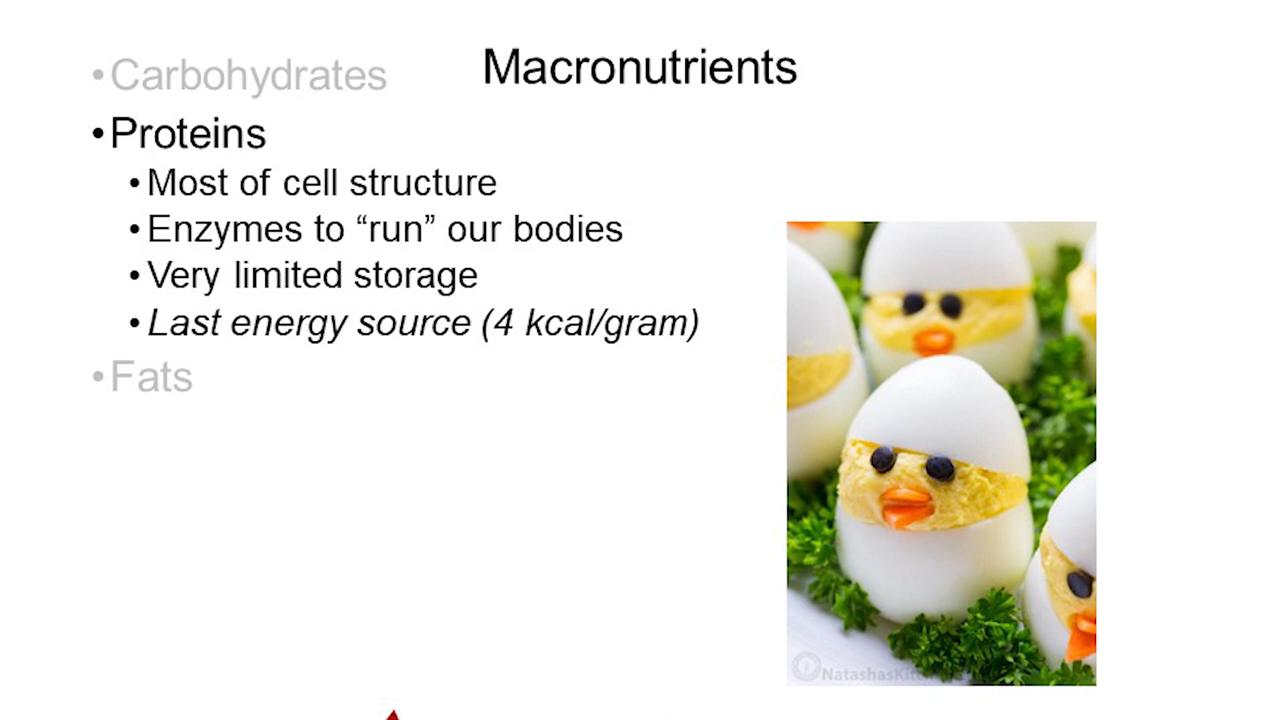 Macronutrients
•Carbohydrates
•Proteins
•Most of cell structure
•Enzymes to “run” our bodies
•Very limited storage
•Last energy source (4 kcal/gram)
•Fats